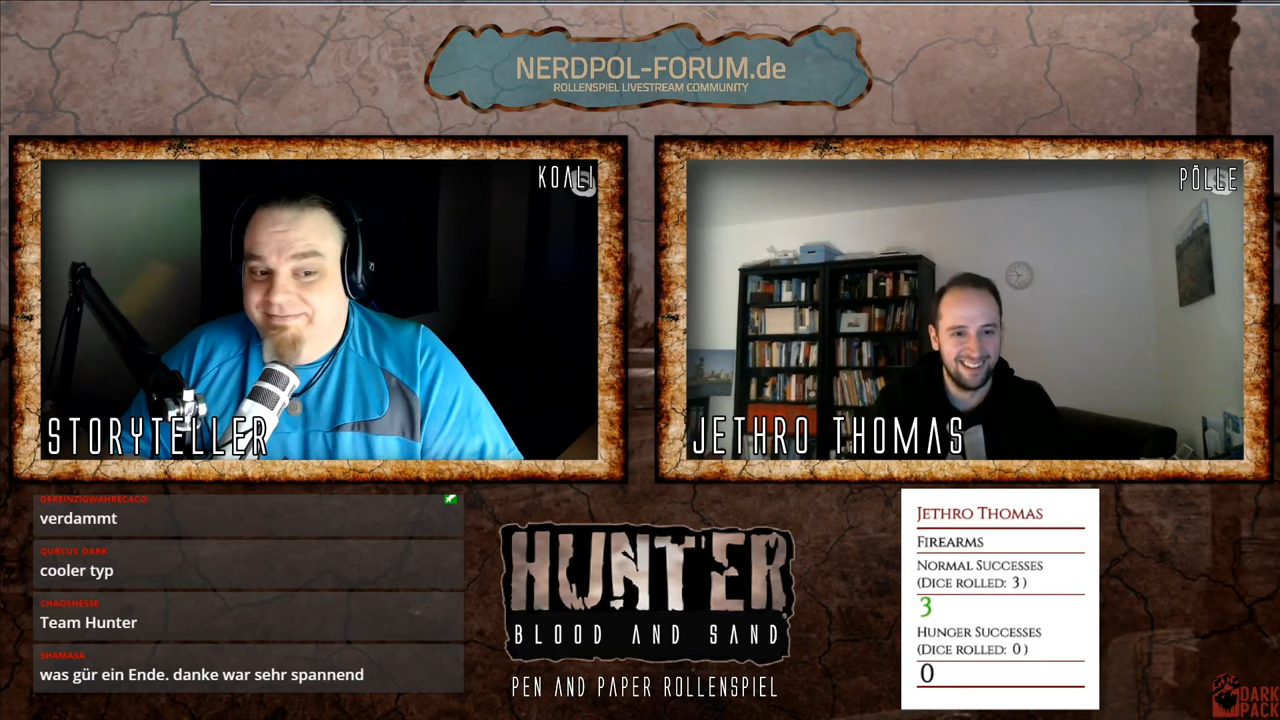 NERDPOL-FORUM.de
ROLLENSPIEL LIVESTREAM COMMUNITY
KOALI
STORYTELLER
PÖLLE
JETHRO THOMAS
DEREINZIGWAHRECACO
verdammt
QURCUS_DARK
cooler typ
CHAOSHESSE
Team Hunter
SHAMASA
was gür ein Ende. danke war sehr spannend
HUNTER
BLOOD AND SAND
PEN AND PAPER ROLLENSPIEL
JETHRO THOMAS
FIREARMS
NORMAL SUCCESSES
(DICE ROLLED: 3)
3
HUNGER SUCCESSES
(DICE ROLLED: 0)
0
DARK
PACK